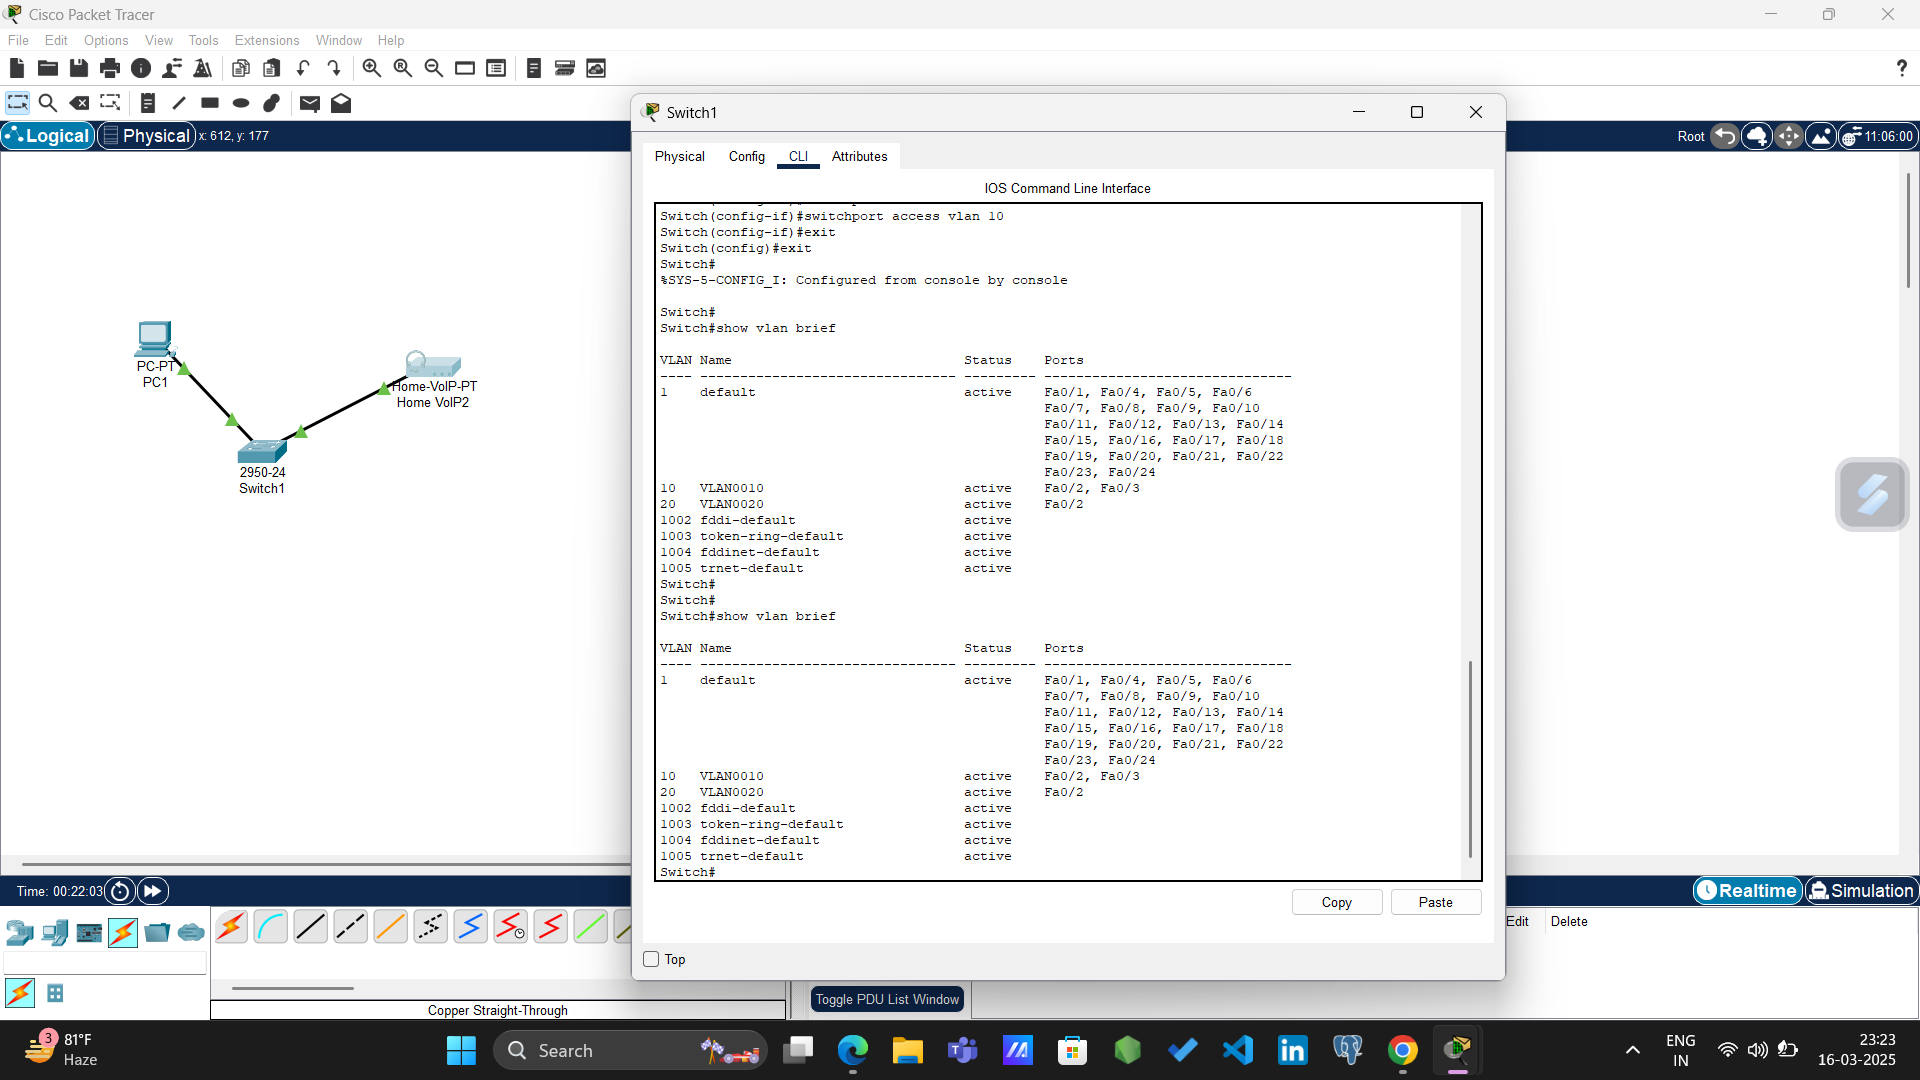 Cisco Packet Tracer
File Edit Options View Tools Extensions Window Help
Logical Physical x: 612, y: 177
Root 11:06:00
PC-PT
PC1
Home-VoIP-PT
Home VoIP2
2950-24
Switch1
Switch1
Physical Config CLI Attributes
IOS Command Line Interface
Switch(config-if)#switchport access vlan 10
Switch(config-if)#exit
Switch(config)#exit
Switch#
%SYS-5-CONFIG_I: Configured from console by console
Switch#
Switch#show vlan brief
VLAN Name Status Ports
---- -------------------------------- --------- -------------------------------
1 default active Fa0/1, Fa0/4, Fa0/5, Fa0/6
Fa0/7, Fa0/8, Fa0/9, Fa0/10
Fa0/11, Fa0/12, Fa0/13, Fa0/14
Fa0/15, Fa0/16, Fa0/17, Fa0/18
Fa0/19, Fa0/20, Fa0/21, Fa0/22
Fa0/23, Fa0/24
10 VLAN0010 active Fa0/2, Fa0/3
20 VLAN0020 active Fa0/2
1002 fddi-default active
1003 token-ring-default active
1004 fddinet-default active
1005 trnet-default active
Switch#
Switch#
Switch#show vlan brief
VLAN Name Status Ports
---- -------------------------------- --------- -------------------------------
1 default active Fa0/1, Fa0/4, Fa0/5, Fa0/6
Fa0/7, Fa0/8, Fa0/9, Fa0/10
Fa0/11, Fa0/12, Fa0/13, Fa0/14
Fa0/15, Fa0/16, Fa0/17, Fa0/18
Fa0/19, Fa0/20, Fa0/21, Fa0/22
Fa0/23, Fa0/24
10 VLAN0010 active Fa0/2, Fa0/3
20 VLAN0020 active Fa0/2
1002 fddi-default active
1003 token-ring-default active
1004 fddinet-default active
1005 trnet-default active
Switch#
Copy Paste
Top
Time: 00:22:03
Realtime Simulation
Edit Delete
Copper Straight-Through
Toggle PDU List Window
3
81°F
Haze
Search
ENG
IN
23:23
16-03-2025